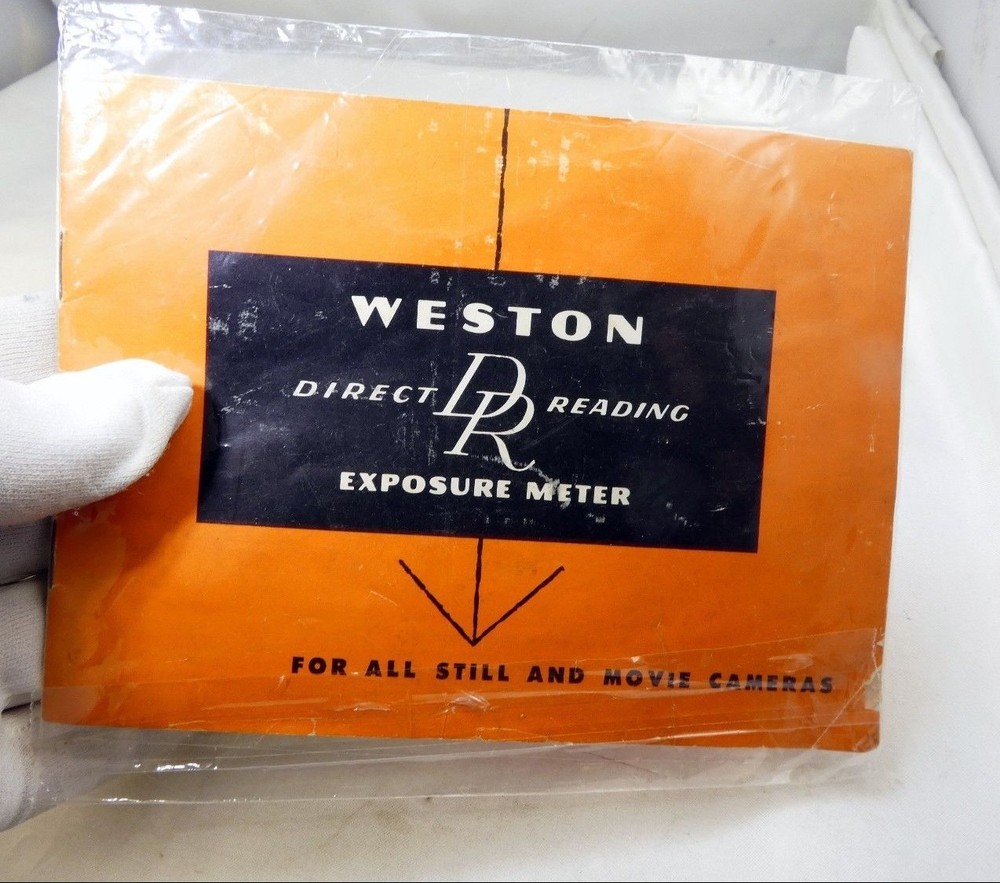 WESTON
DIRECT DR READING
EXPOSURE METER
FOR ALL STILL AND MOVIE CAMERAS